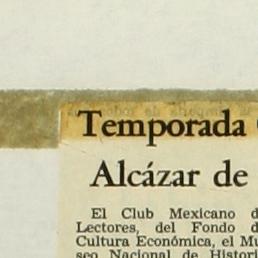 Temporada
Alcázar de
El Club Mexicano d
Lectores, del Fondo d
Cultura Económica, el Mu
seo Nacional de Histori